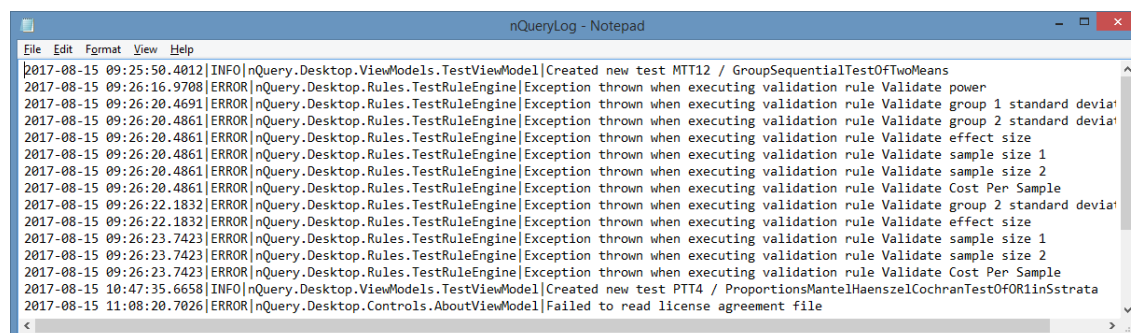 nQueryLog - Notepad
File Edit Format View Help
2017-08-15 09:25:50.4012|INFO|nQuery.Desktop.ViewModels.TestViewModel|Created new test MTT12 / GroupSequentialTestOfTwoMeans
2017-08-15 09:26:16.9708|ERROR|nQuery.Desktop.Rules.TestRuleEngine|Exception thrown when executing validation rule Validate power
2017-08-15 09:26:20.4691|ERROR|nQuery.Desktop.Rules.TestRuleEngine|Exception thrown when executing validation rule Validate group 1 standard deviat
2017-08-15 09:26:20.4861|ERROR|nQuery.Desktop.Rules.TestRuleEngine|Exception thrown when executing validation rule Validate group 2 standard deviat
2017-08-15 09:26:20.4861|ERROR|nQuery.Desktop.Rules.TestRuleEngine|Exception thrown when executing validation rule Validate effect size
2017-08-15 09:26:20.4861|ERROR|nQuery.Desktop.Rules.TestRuleEngine|Exception thrown when executing validation rule Validate sample size 1
2017-08-15 09:26:20.4861|ERROR|nQuery.Desktop.Rules.TestRuleEngine|Exception thrown when executing validation rule Validate sample size 2
2017-08-15 09:26:20.4861|ERROR|nQuery.Desktop.Rules.TestRuleEngine|Exception thrown when executing validation rule Validate Cost Per Sample
2017-08-15 09:26:22.1832|ERROR|nQuery.Desktop.Rules.TestRuleEngine|Exception thrown when executing validation rule Validate group 2 standard deviat
2017-08-15 09:26:22.1832|ERROR|nQuery.Desktop.Rules.TestRuleEngine|Exception thrown when executing validation rule Validate effect size
2017-08-15 09:26:23.7423|ERROR|nQuery.Desktop.Rules.TestRuleEngine|Exception thrown when executing validation rule Validate sample size 1
2017-08-15 09:26:23.7423|ERROR|nQuery.Desktop.Rules.TestRuleEngine|Exception thrown when executing validation rule Validate sample size 2
2017-08-15 09:26:23.7423|ERROR|nQuery.Desktop.Rules.TestRuleEngine|Exception thrown when executing validation rule Validate Cost Per Sample
2017-08-15 10:47:35.6658|INFO|nQuery.Desktop.ViewModels.TestViewModel|Created new test PTT4 / ProportionsMantelHaenszelCochranTestOfOR1inSstrata
2017-08-15 11:08:20.7026|ERROR|nQuery.Desktop.Controls.AboutViewModel|Failed to read license agreement file